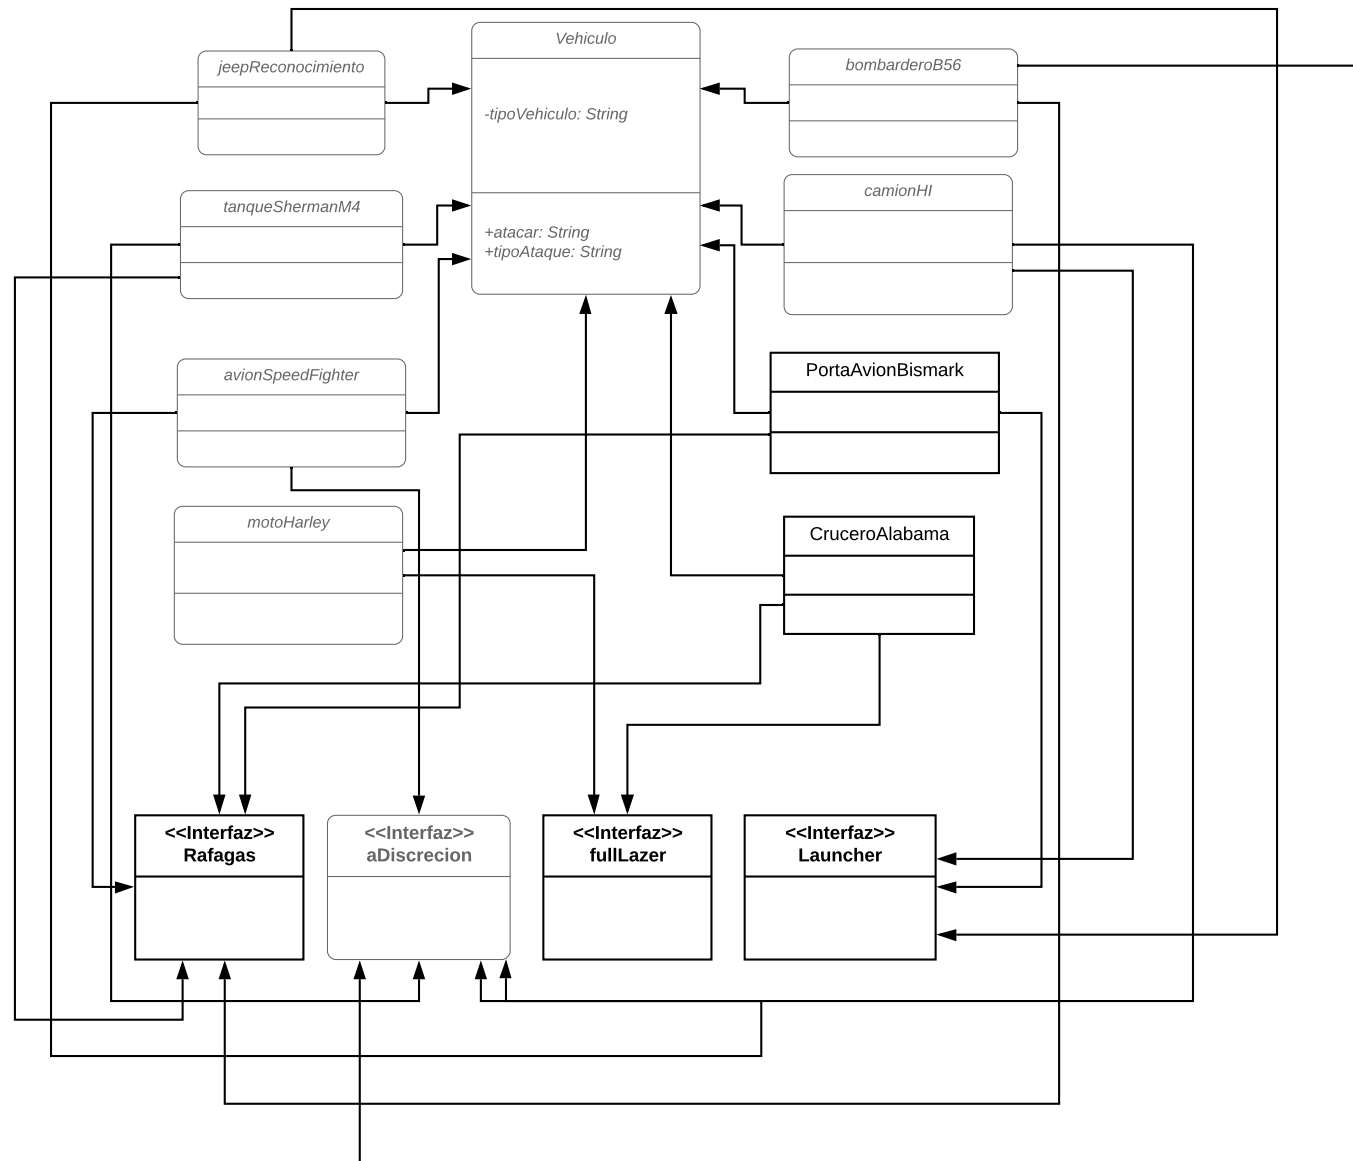 Vehiculo
-tipoVehiculo: String
+atacar: String
+tipoAtaque: String
jeepReconocimiento
bombarderoB56
tanqueShermanM4
camionHI
avionSpeedFighter
PortaAvionBismark
motoHarley
CruceroAlabama
<<Interfaz>>
Rafagas
<<Interfaz>>
aDiscrecion
<<Interfaz>>
fullLazer
<<Interfaz>>
Launcher